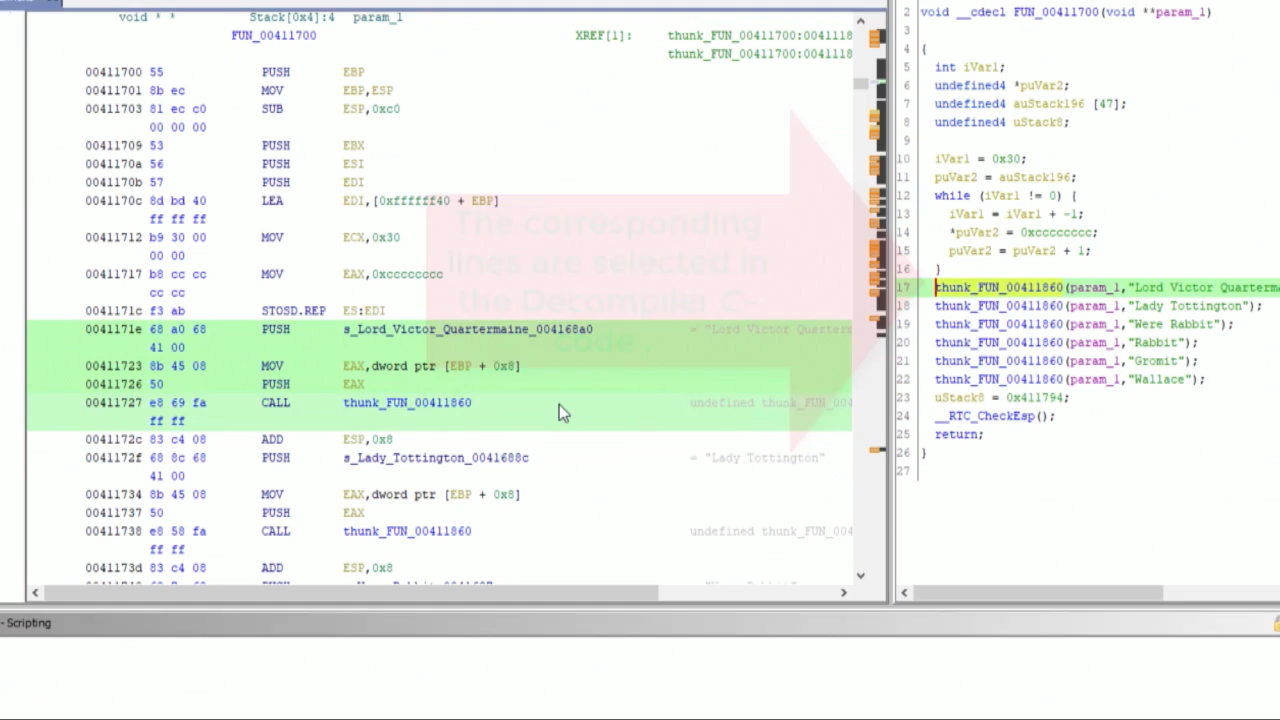 void * * Stack[0x4]:4 param_1
FUN_00411700 XREF[1]: thunk_FUN_00411700:0041118
thunk_FUN_00411700:0041118
00411700 55 PUSH EBP
00411701 8b ec MOV EBP,ESP
00411703 81 ec c0 SUB ESP,0xc0
00 00 00
00411709 53 PUSH EBX
0041170a 56 PUSH ESI
0041170b 57 PUSH EDI
0041170c 8d bd 40 LEA EDI,[0xffffff40 + EBP]
ff ff ff
00411712 b9 30 00 MOV ECX,0x30
00 00
00411717 b8 cc cc MOV EAX,0xcccccccc
cc cc
0041171c f3 ab STOSD.REP ES:EDI
0041171e 68 a0 68 PUSH s_Lord_Victor_Quartermaine_004168a0 = "Lord Victor Quarterm
41 00
00411723 8b 45 08 MOV EAX,dword ptr [EBP + 0x8]
00411726 50 PUSH EAX
00411727 e8 69 fa CALL thunk_FUN_00411860 undefined thunk_FUN_004
ff ff
0041172c 83 c4 08 ADD ESP,0x8
0041172f 68 8c 68 PUSH s_Lady_Tottington_0041688c = "Lady Tottington"
41 00
00411734 8b 45 08 MOV EAX,dword ptr [EBP + 0x8]
00411737 50 PUSH EAX
00411738 e8 58 fa CALL thunk_FUN_00411860 undefined thunk_FUN_004
ff ff
0041173d 83 c4 08 ADD ESP,0x8
The corresponding
lines are selected in
the Decompiler C
code.
2 void __cdecl FUN_00411700(void **param_1)
3
4 {
5 int iVar1;
6 undefined4 *puVar2;
7 undefined4 auStack196 [47];
8 undefined4 uStack8;
9
10 iVar1 = 0x30;
11 puVar2 = auStack196;
12 while (iVar1 != 0) {
13 iVar1 = iVar1 + -1;
14 *puVar2 = 0xcccccccc;
15 puVar2 = puVar2 + 1;
16 }
17 thunk_FUN_00411860(param_1,"Lord Victor Quarterma
18 thunk_FUN_00411860(param_1,"Lady Tottington");
19 thunk_FUN_00411860(param_1,"Were Rabbit");
20 thunk_FUN_00411860(param_1,"Rabbit");
21 thunk_FUN_00411860(param_1,"Gromit");
22 thunk_FUN_00411860(param_1,"Wallace");
23 uStack8 = 0x411794;
24 __RTC_CheckEsp();
25 return;
26 }
27
- Scripting